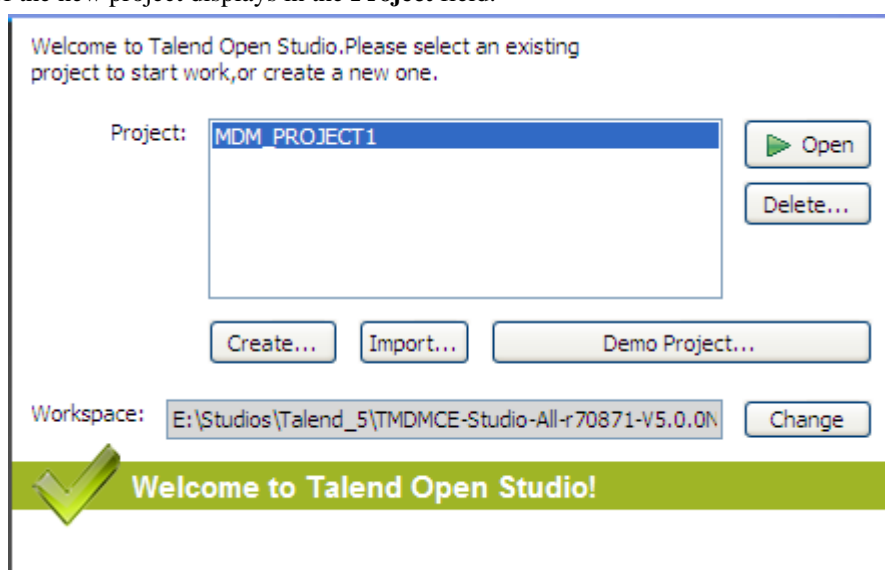 the new project displays in the Project field.
Welcome to Talend Open Studio.Please select an existing
project to start work,or create a new one.
Project:
MDM_PROJECT1
Open
Delete...
Create... Import... Demo Project...
Workspace: E:\Studios\Talend_5\TMDMCE-Studio-All-r70871-V5.0.0N Change
Welcome to Talend Open Studio!